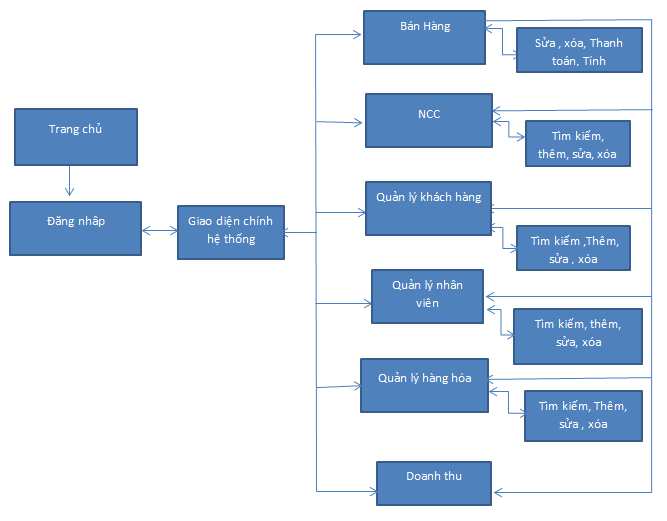 Trang chủ
Đăng nhâp
Giao diện chính
hệ thống
Bán Hàng
Sửa , xóa, Thanh
toán, Tính
NCC
Tìm kiếm,
thêm, sửa, xóa
Quản lý khách hàng
Tìm kiếm ,Thêm,
sửa , xóa
Quản lý nhân
viên
Tìm kiếm, thêm,
sửa, xóa
Quản lý hàng hóa
Tìm kiếm, Thêm,
sửa , xóa
Doanh thu